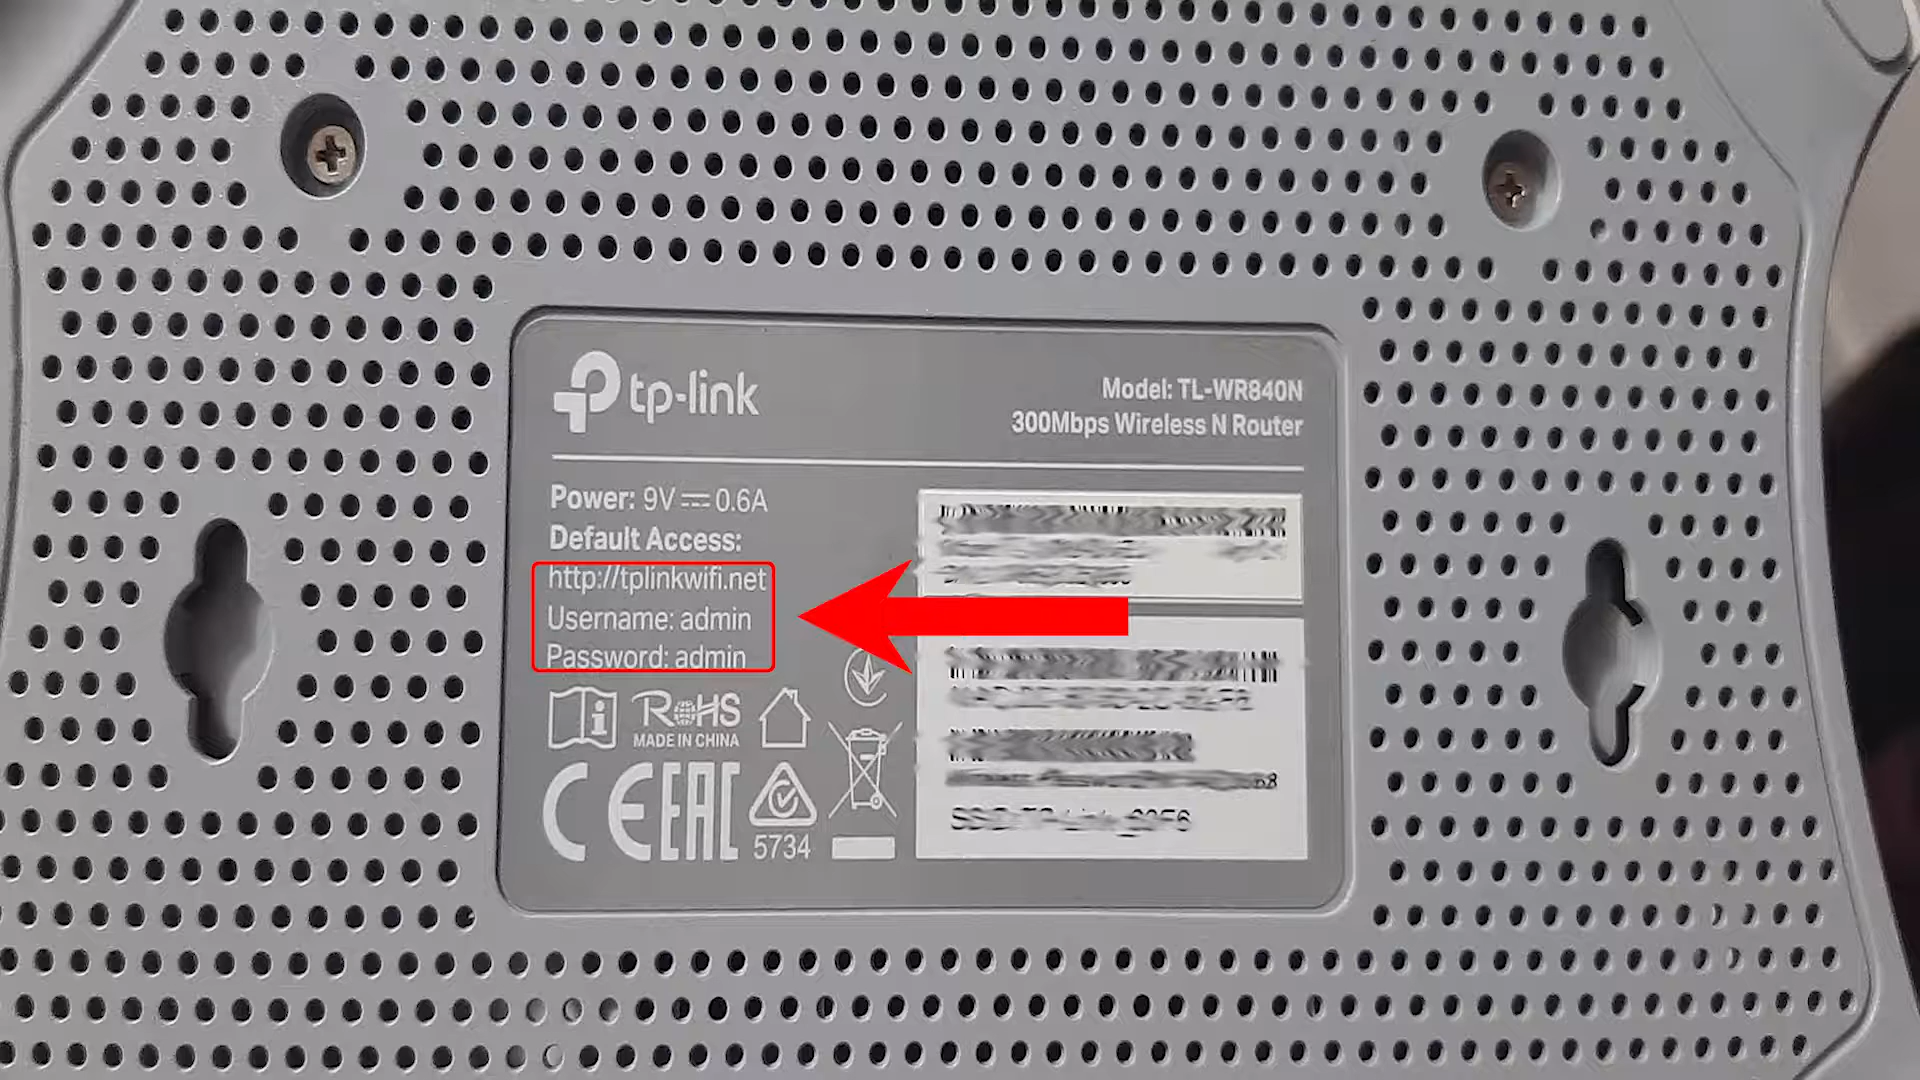 tp-link
Model: TL-WR840N
300Mbps Wireless N Router
Power: 9V 0.6A
Default Access:
http://tplinkwifi.net
Username: admin
Password: admin
RoHS
MADE IN CHINA
CE EAC
5734